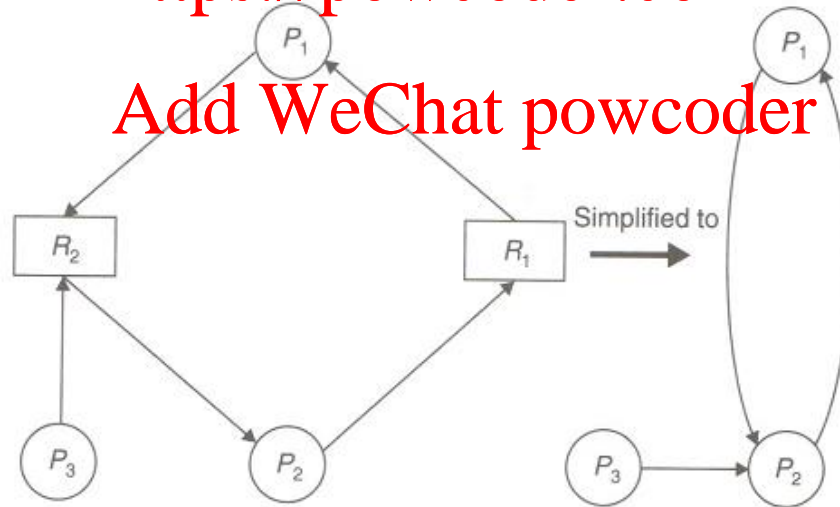 P1 P1
Add WeChat powcoder
R2 R1 Simplified to
P3 P2 P3 P2